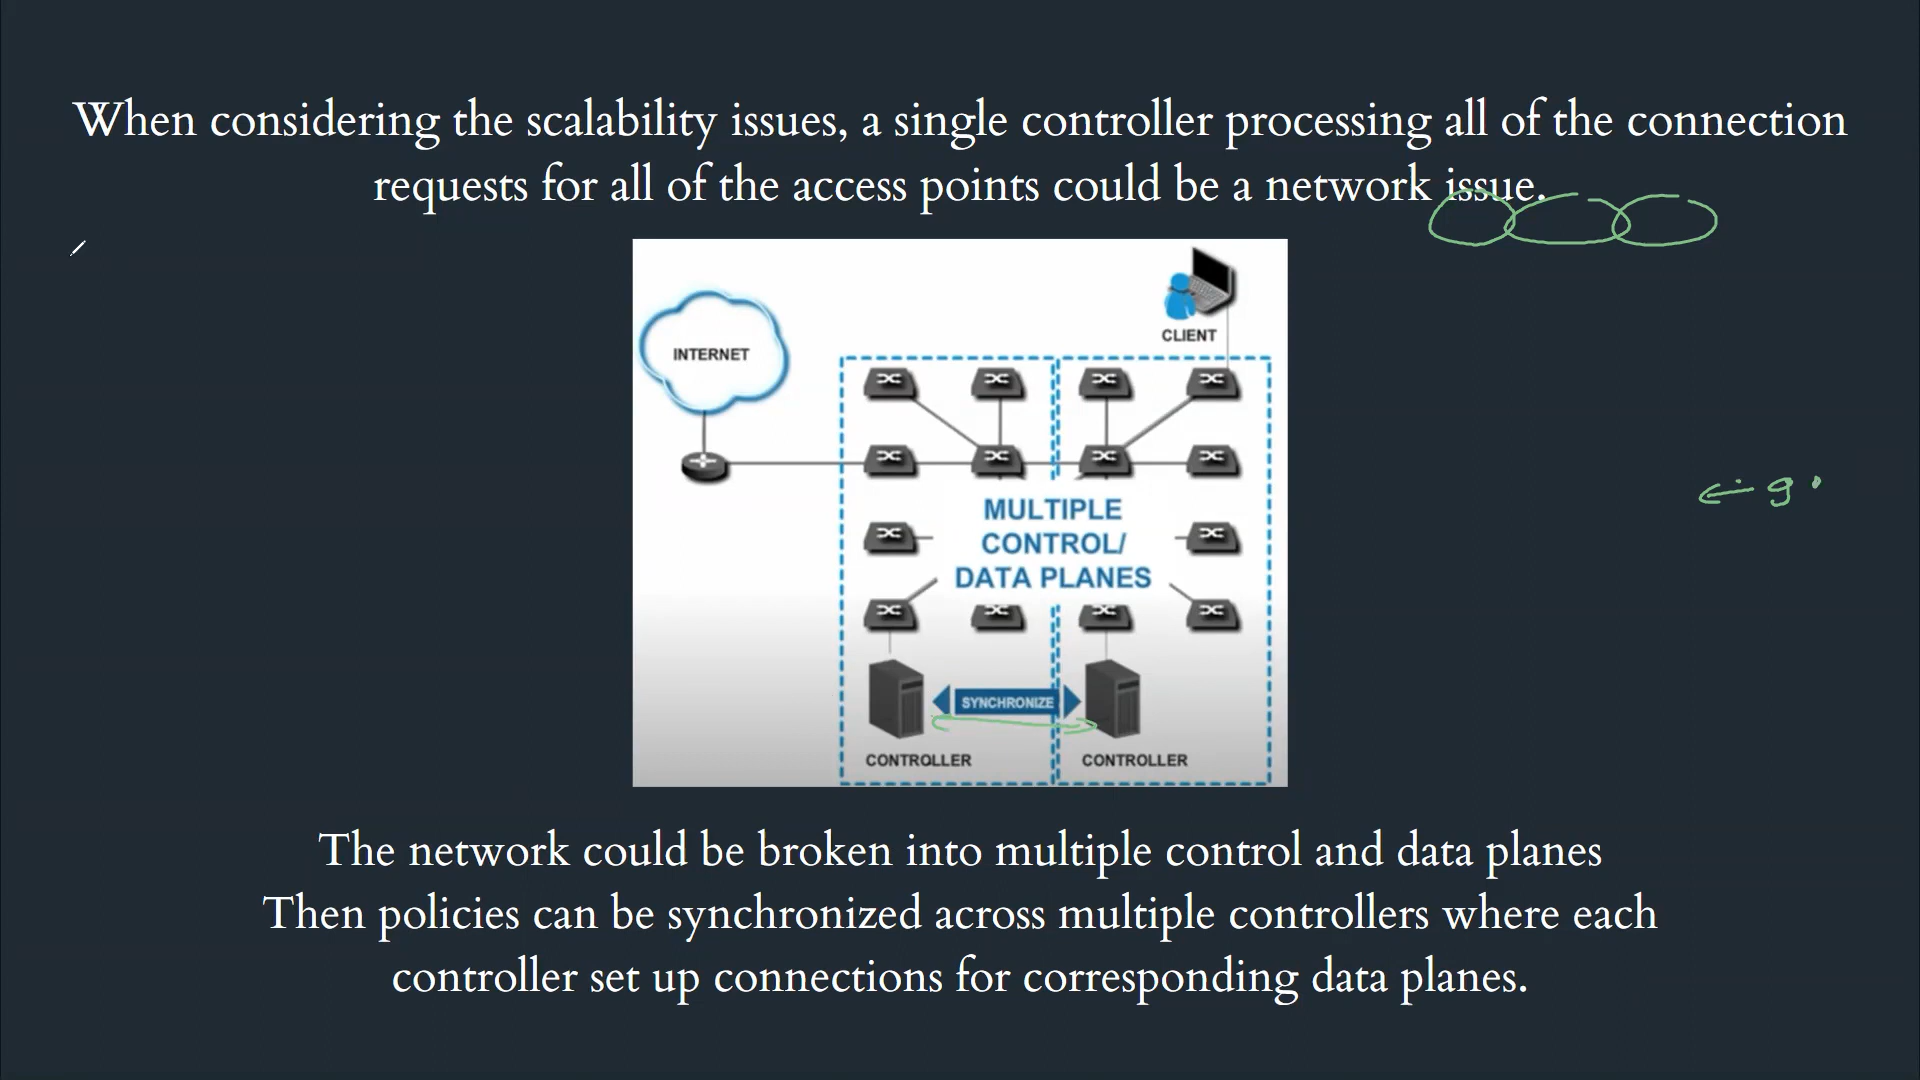 When considering the scalability issues, a single controller processing all of the connection
requests for all of the access points could be a network issue.
CLIENT
INTERNET
MULTIPLE
CONTROL/
DATA PLANES
SYNCHRONIZE
CONTROLLER CONTROLLER
The network could be broken into multiple control and data planes
Then policies can be synchronized across multiple controllers where each
controller set up connections for corresponding data planes.